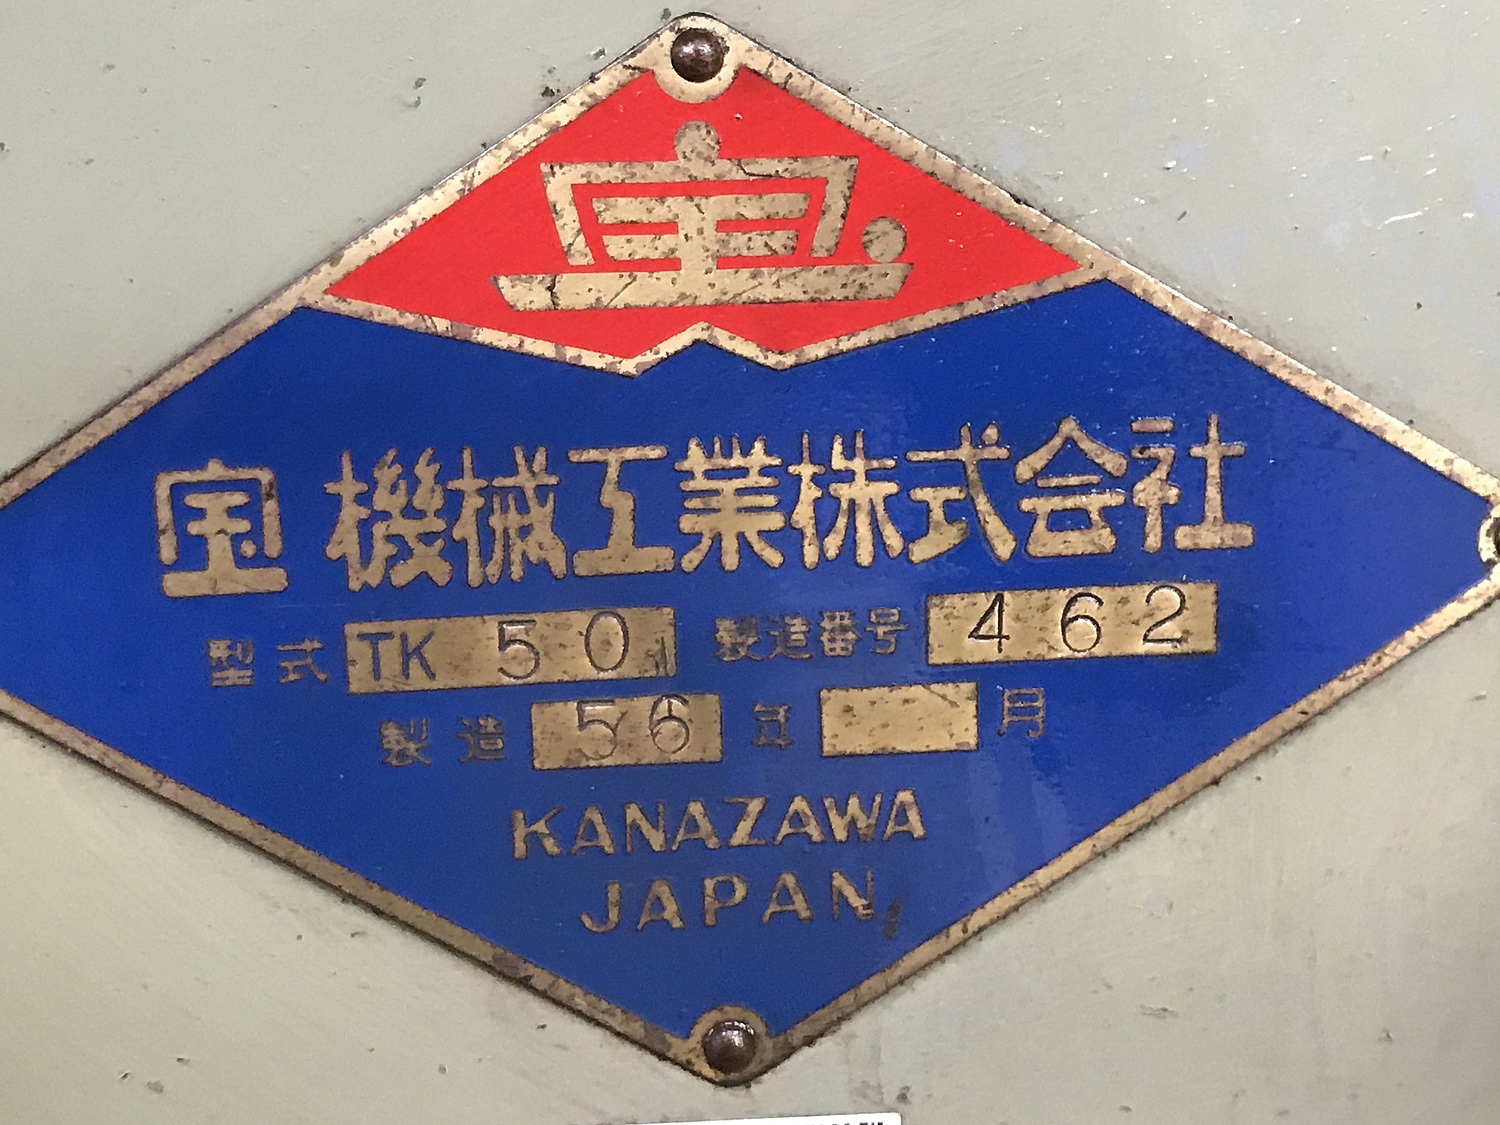 宝
宝機械工業株式会社
型式 TK 50 製造番号 462
製造 56 年 月
KANAZAWA
JAPAN